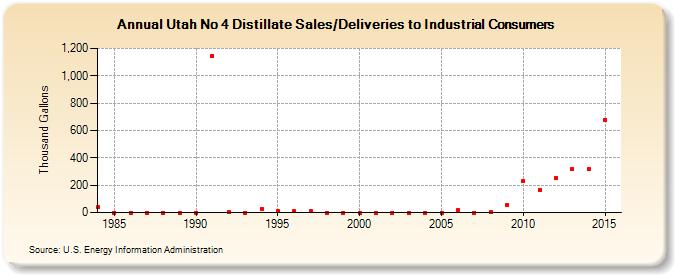 Annual Utah No 4 Distillate Sales/Deliveries to Industrial Consumers
Thousand Gallons
1,200
1,000
800
600
400
200
0
1985 1990 1995 2000 2005 2010 2015
Source: U.S. Energy Information Administration